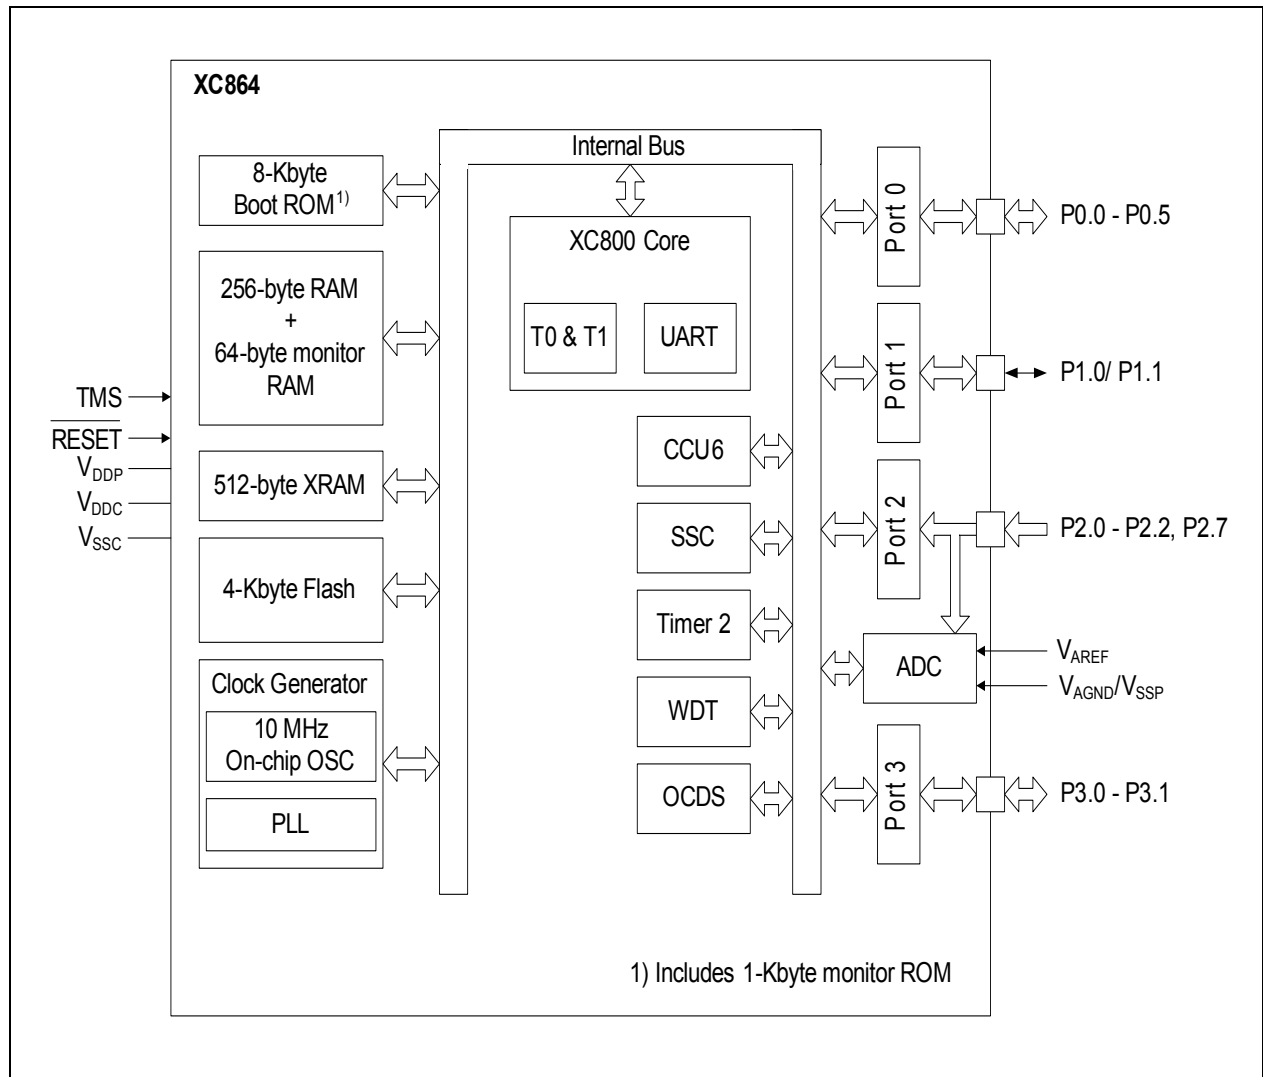 XC864
Internal Bus
8-Kbyte
Boot ROM1)
256-byte RAM
+
64-byte monitor
RAM
512-byte XRAM
4-Kbyte Flash
Clock Generator
10 MHz
On-chip OSC
PLL
TMS
RESET
VDDP
VDDC
VSSC
XC800 Core
T0 & T1
UART
CCU6
SSC
Timer 2
WDT
OCDS
Port 0
P0.0 - P0.5
Port 1
P1.0/ P1.1
Port 2
P2.0 - P2.2, P2.7
ADC
VAREF
VAGND/VSSP
Port 3
P3.0 - P3.1
1) Includes 1-Kbyte monitor ROM